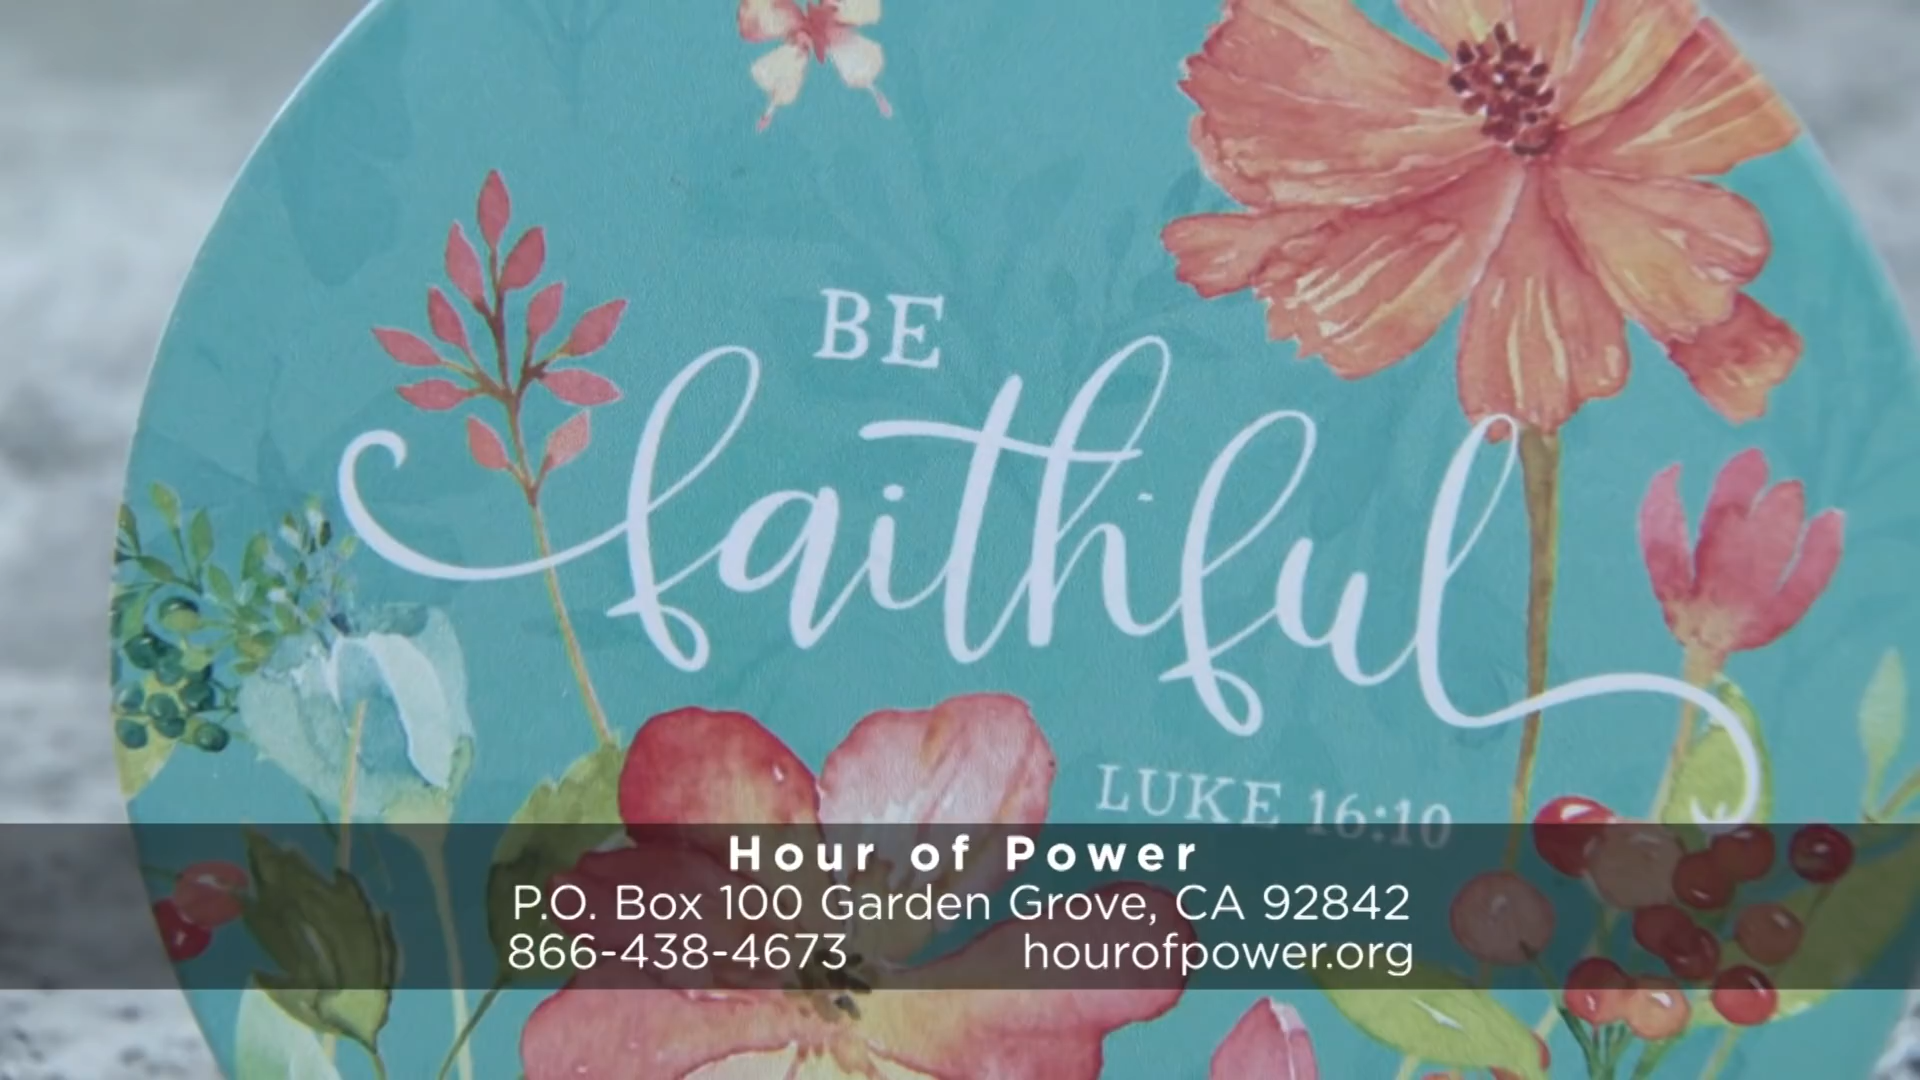 BE
faithful
LUKE 16:10
Hour of Power
P.O. Box 100 Garden Grove, CA 92842
866-438-4673 hourofpower.org